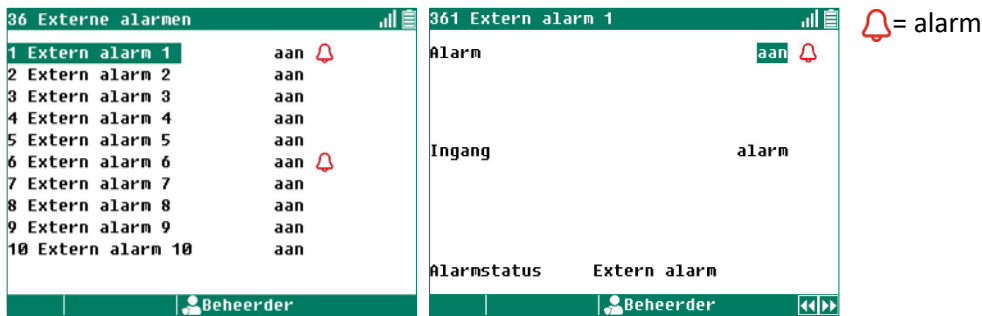 36 Externe alarmen
1 Extern alarm 1 aan
2 Extern alarm 2 aan
3 Extern alarm 3 aan
4 Extern alarm 4 aan
5 Extern alarm 5 aan
6 Extern alarm 6 aan
7 Extern alarm 7 aan
8 Extern alarm 8 aan
9 Extern alarm 9 aan
10 Extern alarm 10 aan
Beheerder
361 Extern alarm 1
Alarm aan
Ingang alarm
Alarmstatus Extern alarm
Beheerder
= alarm